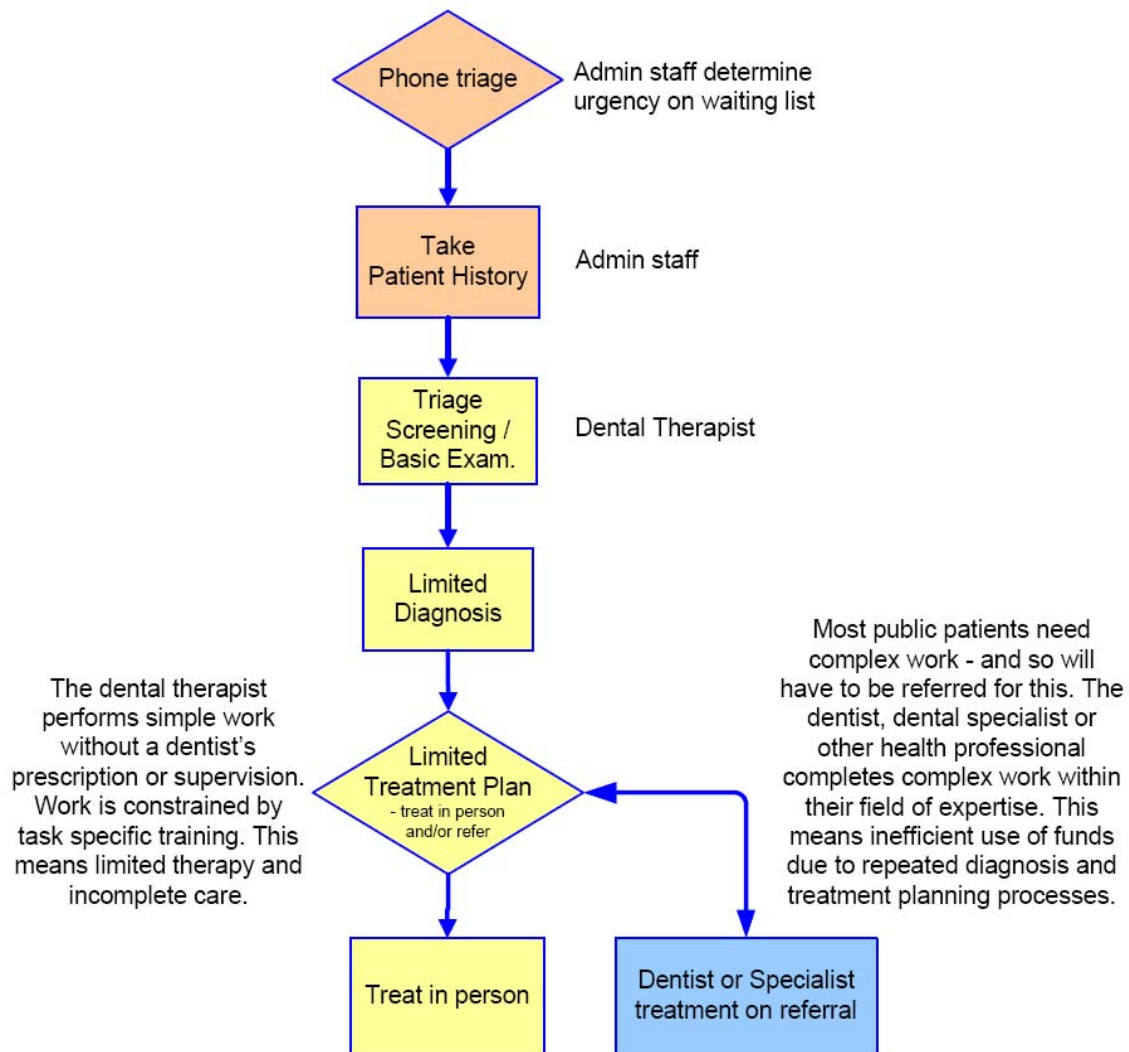 Phone triage
Admin staff determine
urgency on waiting list
Take
Patient History
Admin staff
Triage
Screening /
Basic Exam.
Dental Therapist
Limited
Diagnosis
The dental therapist
performs simple work
without a dentist's
prescription or supervision.
Work is constrained by
task specific training. This
means limited therapy and
incomplete care.
Limited
Treatment Plan
- treat in person
and/or refer
Most public patients need
complex work - and so will
have to be referred for this. The
dentist, dental specialist or
other health professional
completes complex work within
their field of expertise. This
means inefficient use of funds
due to repeated diagnosis and
treatment planning processes.
Treat in person
Dentist or Specialist
treatment on referral